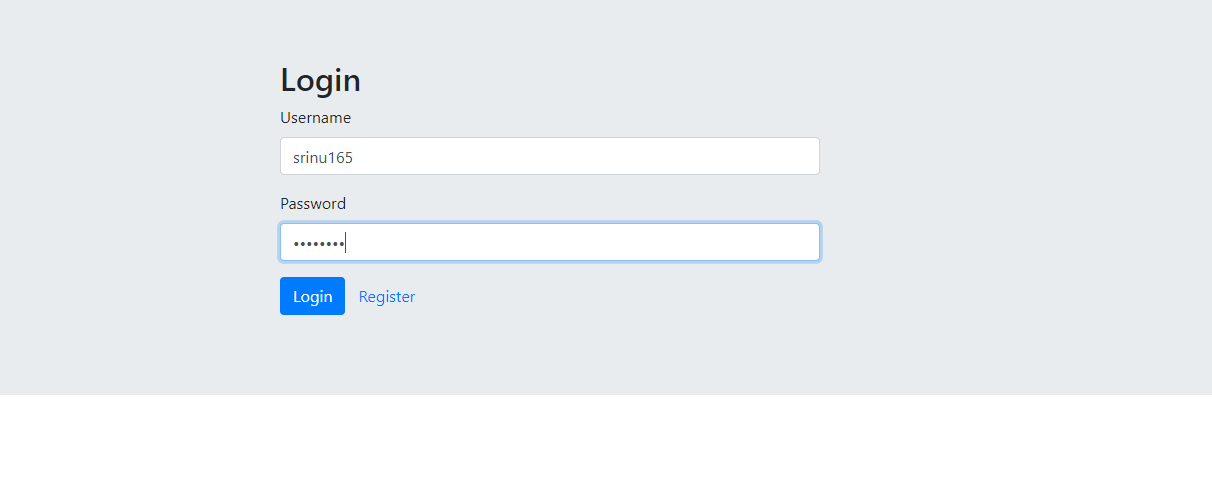 Login
Username
srinu165
Password
••••••••
Login Register